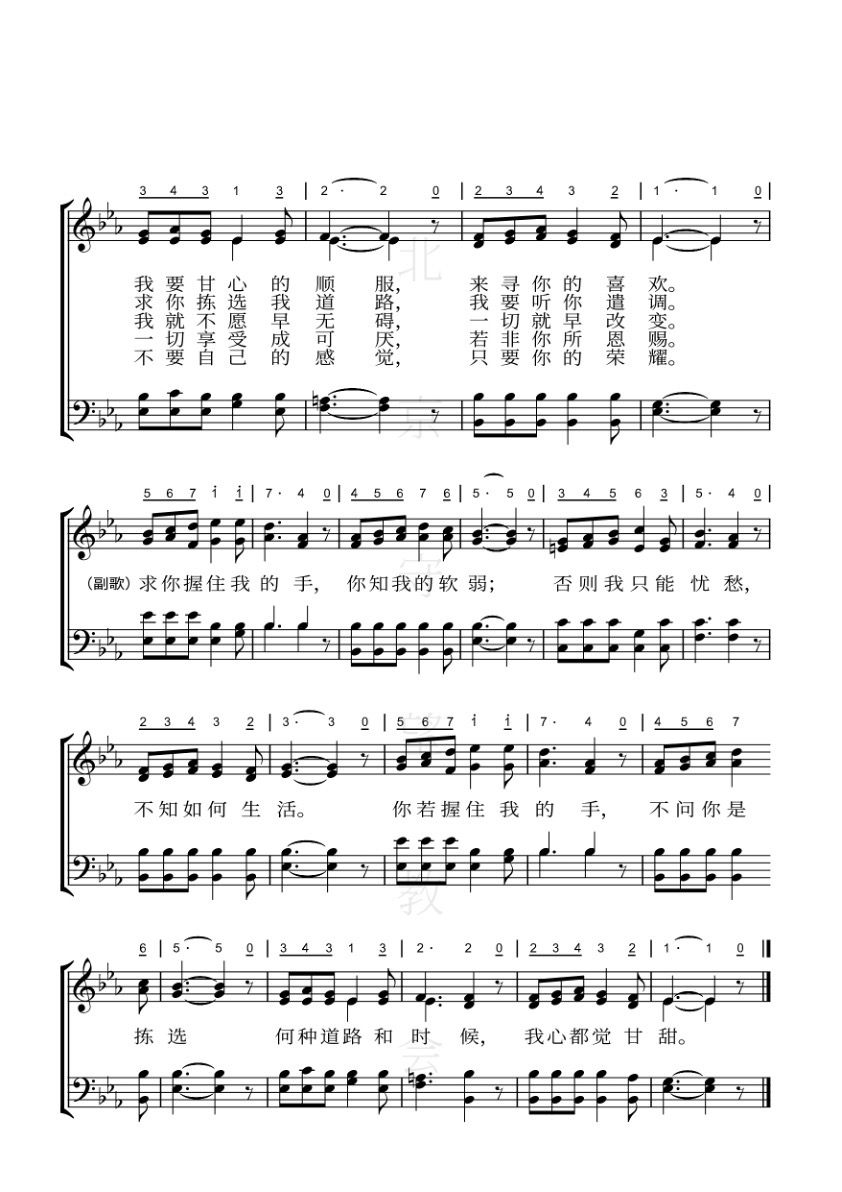 3 4 3 1 3 | 2 · 2 0 | 2 3 4 3 2 | 1 · 1 0 |
我要甘心的顺服，来寻你的喜欢。
求你拣选我道路，我要听你遣调。
我就不愿早无碍，一切就早改变。
一切享受成可厌，若非你所恩赐。
不要自己的感觉，只要你的荣耀。
5 6 7 i i | 7 · 4 0 | 4 5 6 7 6 | 5 · 5 0 | 3 4 5 6 3 | 5 · 4 0 |
（副歌）求你握住我的手，你知我的软弱；否则我只能忧愁，
2 3 4 3 2 | 3 · 3 0 | 5 6 7 i i | 7 · 4 0 | 4 5 6 7
不知如何生活。你若握住我的手，不问你是
6 | 5 · 5 0 | 3 4 3 1 3 | 2 · 2 0 | 2 3 4 3 2 | 1 · 1 0
拣选何种道路和时候，我心都觉甘甜。
北京守望教会